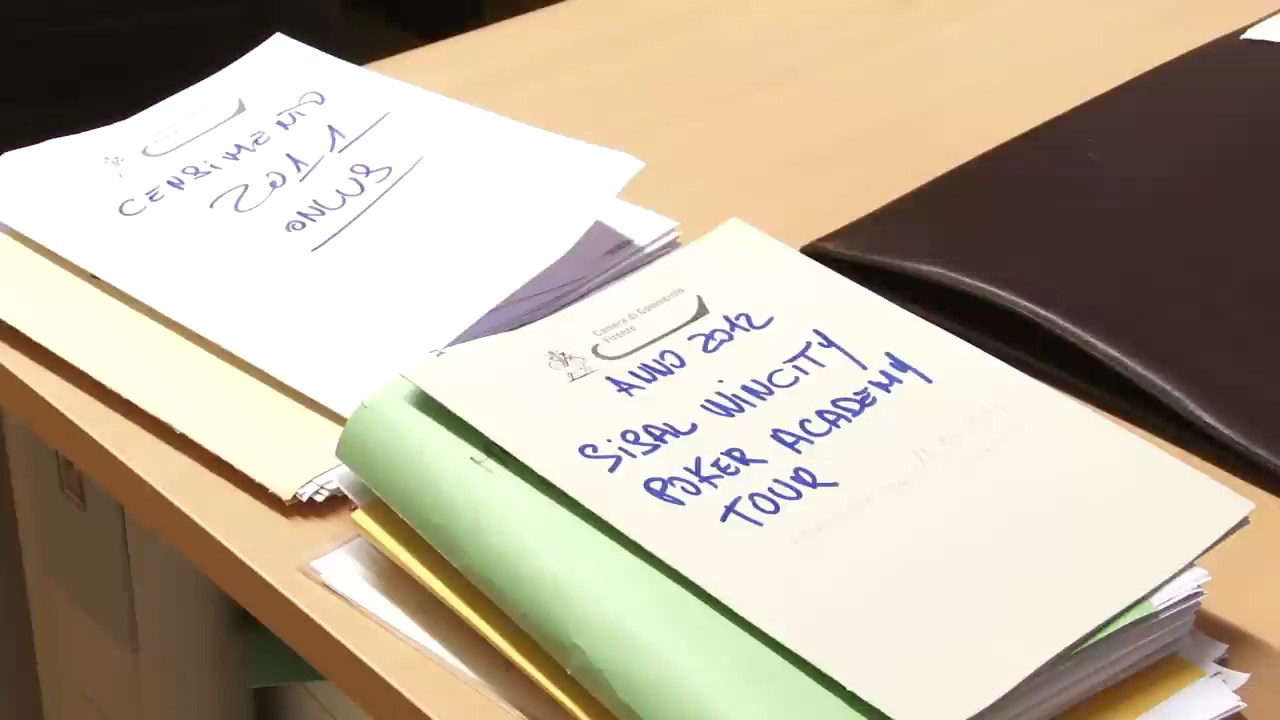 CENSIMENTO
2011
ONLUS
Camera di Commercio
Firenze
ANNO 2012
SISAL WINCITY
POKER ACADEMY
TOUR